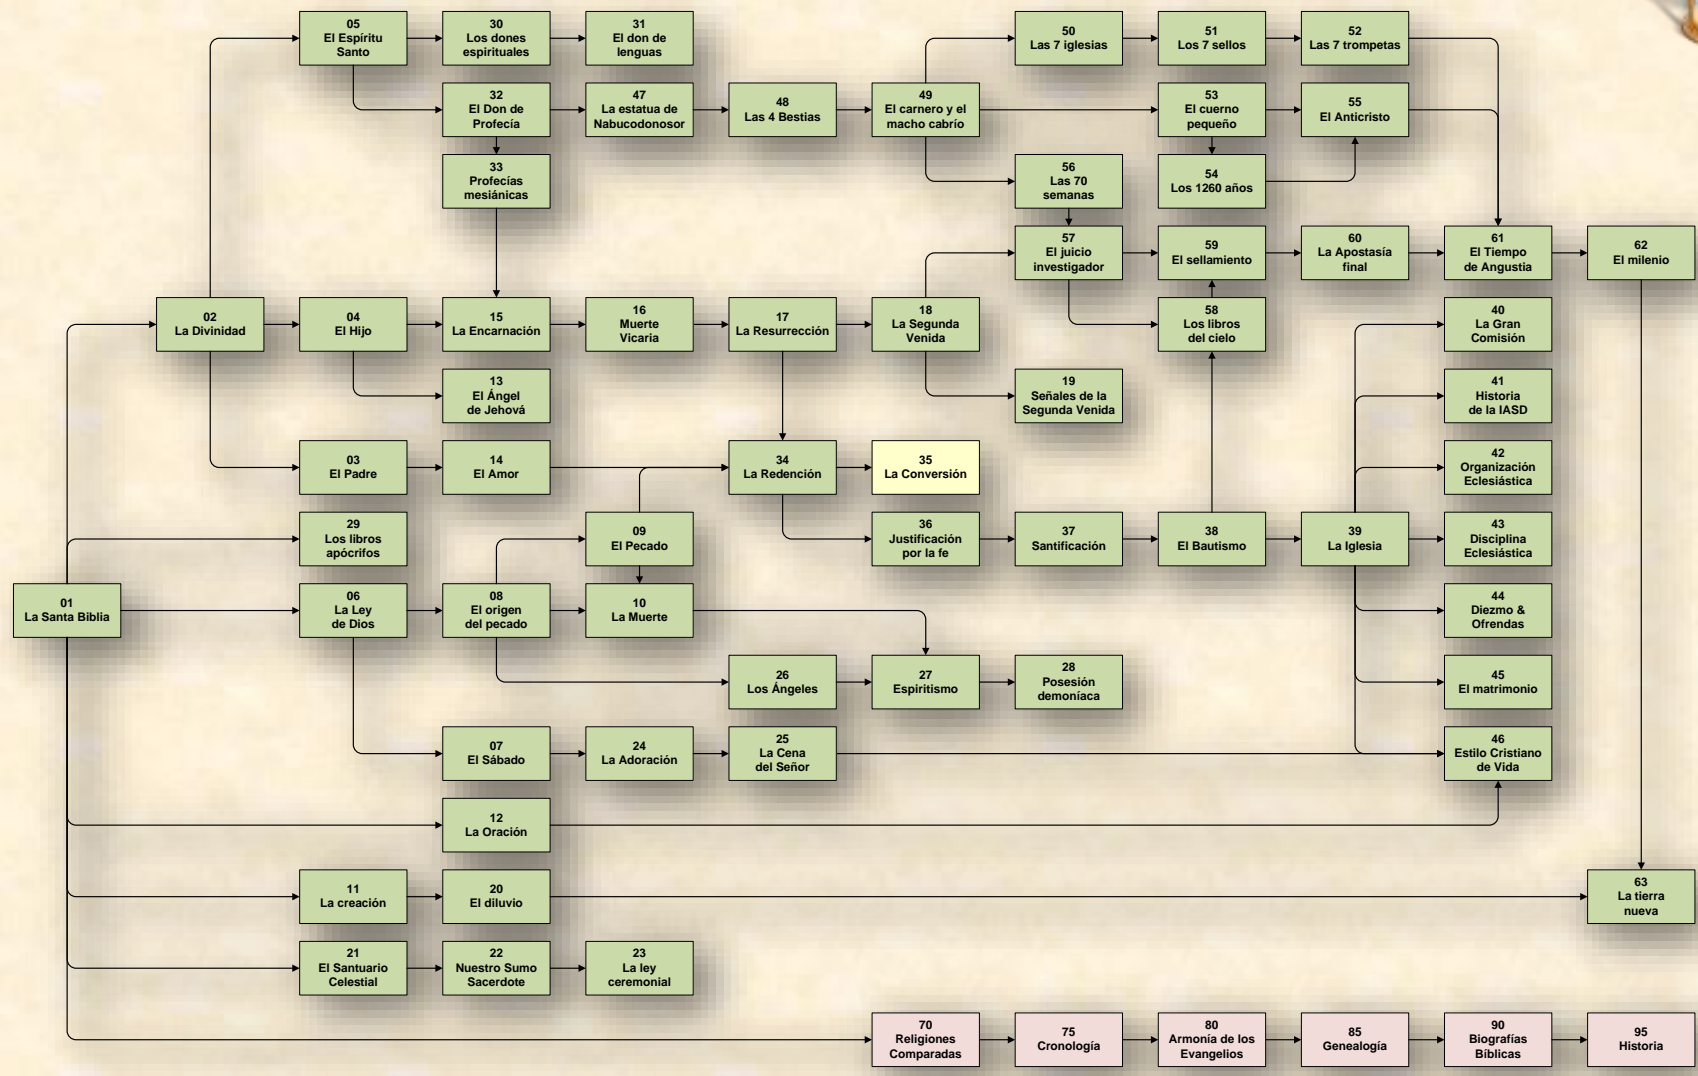 05
El Espíritu
Santo
30
Los dones
espirituales
31
El don de
lenguas
50
Las 7 iglesias
51
Los 7 sellos
52
Las 7 trompetas
32
El Don de
Profecía
47
La estatua de
Nabucodonosor
48
Las 4 Bestias
49
El carnero y el
macho cabrío
53
El cuerno
pequeño
55
El Anticristo
33
Profecías
mesiánicas
56
Las 70
semanas
54
Los 1260 años
57
El juicio
investigador
59
El sellamiento
60
La Apostasía
final
61
El Tiempo
de Angustia
62
El milenio
02
La Divinidad
04
El Hijo
15
La Encarnación
16
Muerte
Vicaria
17
La Resurrección
18
La Segunda
Venida
58
Los libros
del cielo
40
La Gran
Comisión
13
El Ángel
de Jehová
19
Señales de la
Segunda Venida
41
Historia
de la IASD
03
El Padre
14
El Amor
34
La Redención
35
La Conversión
42
Organización
Eclesiástica
29
Los libros
apócrifos
09
El Pecado
36
Justificación
por la fe
37
Santificación
38
El Bautismo
39
La Iglesia
43
Disciplina
Eclesiástica
01
La Santa Biblia
06
La Ley
de Dios
08
El origen
del pecado
10
La Muerte
44
Diezmo &
Ofrendas
26
Los Ángeles
27
Espiritismo
28
Posesión
demoníaca
45
El matrimonio
07
El Sábado
24
La Adoración
25
La Cena
del Señor
46
Estilo Cristiano
de Vida
12
La Oración
11
La creación
20
El diluvio
63
La tierra
nueva
21
El Santuario
Celestial
22
Nuestro Sumo
Sacerdote
23
La ley
ceremonial
70
Religiones
Comparadas
75
Cronología
80
Armonía de los
Evangelios
85
Genealogía
90
Biografías
Bíblicas
95
Historia